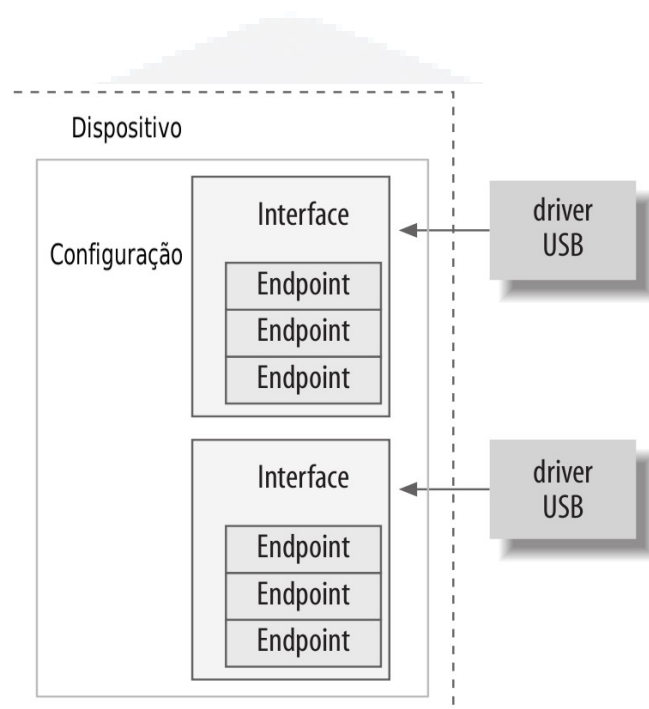 Dispositivo
Configuração
Interface
Endpoint
Endpoint
Endpoint
driver
USB
Interface
Endpoint
Endpoint
Endpoint
driver
USB